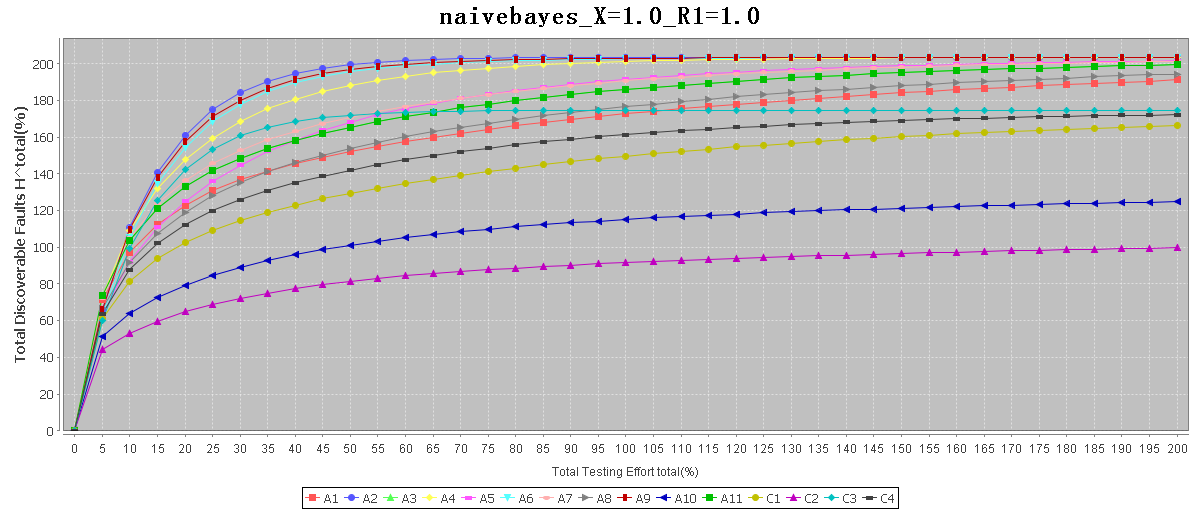 naivebayes_X=1.0_R1=1.0
Total Discoverable Faults H^total(%)
200
180
160
140
120
100
80
60
40
20
0
0 5 10 15 20 25 30 35 40 45 50 55 60 65 70 75 80 85 90 95 100 105 110 115 120 125 130 135 140 145 150 155 160 165 170 175 180 185 190 195 200
Total Testing Effort total(%)
A1 A2 A3 A4 A5 A6 A7 A8 A9 A10 A11 C1 C2 C3 C4